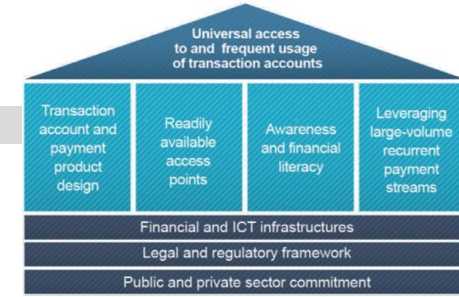 Universal access
to and frequent usage
of transaction accounts
Transaction
account and
payment
product
design
Readily
available
access
points
Awareness
and financial
literacy
Leveraging
large-volume
recurrent
payment
streams
Financial and ICT infrastructures
Legal and regulatory framework
Public and private sector commitment